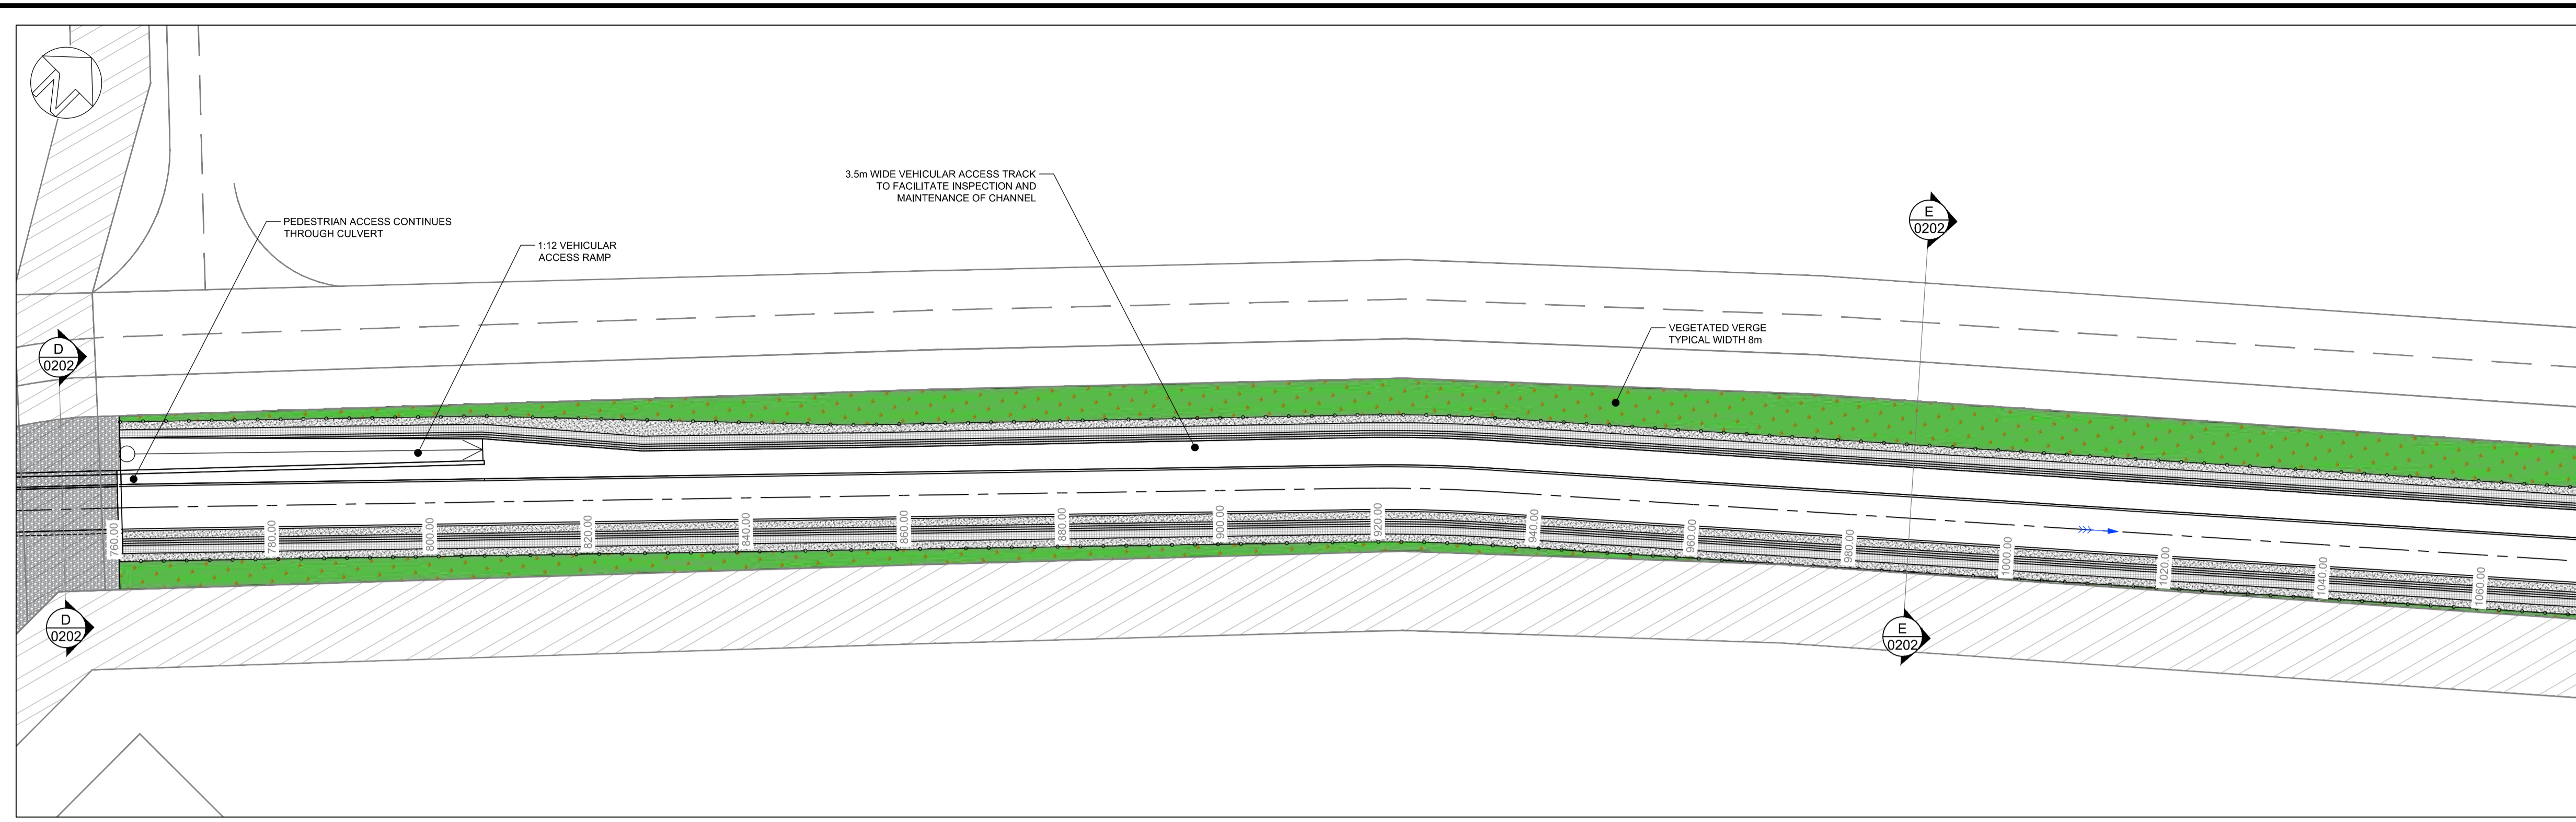 3.5m WIDE VEHICULAR ACCESS TRACK
TO FACILITATE INSPECTION AND
MAINTENANCE OF CHANNEL
PEDESTRIAN ACCESS CONTINUES
THROUGH CULVERT
1:12 VEHICULAR
ACCESS RAMP
E
0202
VEGETATED VERGE
TYPICAL WIDTH 8m
D
0202
760.00
780.00
800.00
820.00
840.00
860.00
880.00
900.00
920.00
940.00
960.00
980.00
1000.00
1020.00
1040.00
1060.00
D
0202
E
0202